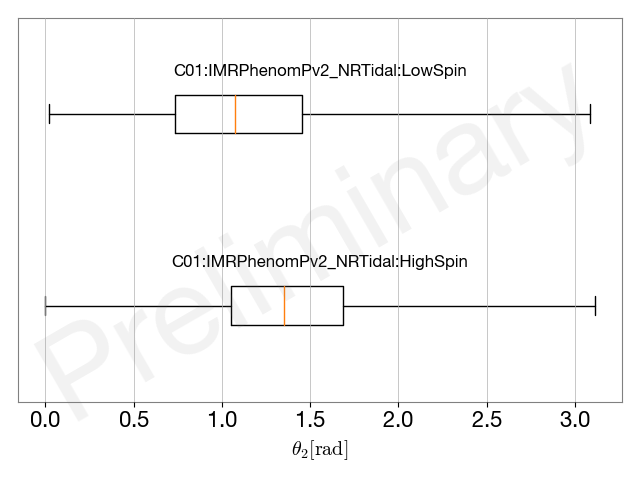 C01:IMRPhenomPv2_NRTidal:LowSpin
Preliminary
C01:IMRPhenomPv2_NRTidal:HighSpin
0.0 0.5 1.0 1.5 2.0 2.5 3.0
θ₂[rad]